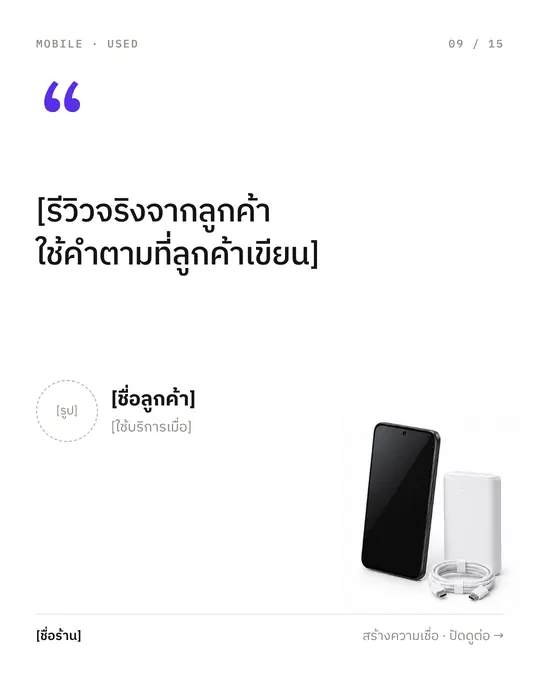 MOBILE · USED
09 / 15
“
[รีวิวจริงจากลูกค้า
ใช้คำตามที่ลูกค้าเขียน]
[รูป]
[ชื่อลูกค้า]
[ใช้บริการเมื่อ]
[ชื่อร้าน]
สร้างความเชื่อ · ปัดดูต่อ →